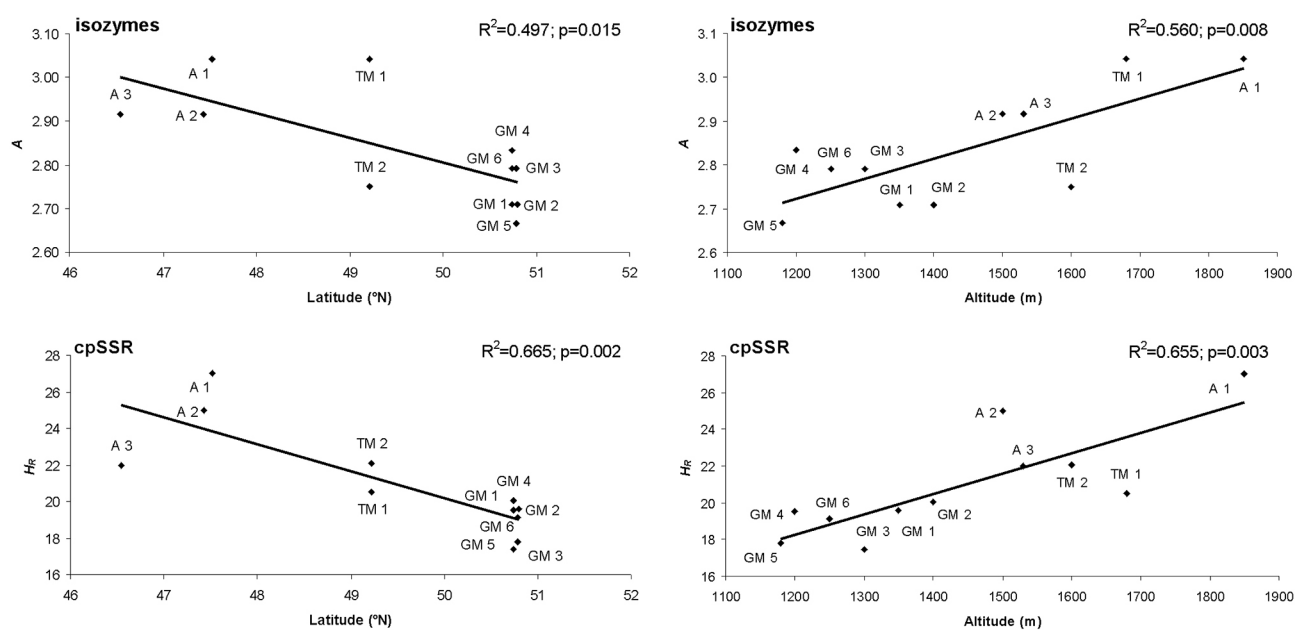 isozymes
R²=0.497; p=0.015
3.10
3.00
2.90
2.80
2.70
2.60
A
A 1
TM 1
A 3
A 2
GM 4
GM 6
GM 3
TM 2
GM 1
GM 2
GM 5
46 47 48 49 50 51 52
Latitude (ºN)
isozymes
R²=0.560; p=0.008
3.1
3.0
2.9
2.8
2.7
2.6
A
TM 1
A 1
A 2
A 3
GM 4
GM 6
GM 3
TM 2
GM 1
GM 2
GM 5
1100 1200 1300 1400 1500 1600 1700 1800 1900
Altitude (m)
cpSSR
R²=0.665; p=0.002
28
26
24
22
20
18
16
HR
A 1
A 2
A 3
TM 2
TM 1
GM 4
GM 1
GM 2
GM 6
GM 5
GM 3
46 47 48 49 50 51 52
Latitude (ºN)
cpSSR
R²=0.655; p=0.003
28
26
24
22
20
18
16
HR
A 1
A 2
A 3
TM 2
TM 1
GM 4
GM 6
GM 2
GM 3
GM 1
GM 5
1100 1200 1300 1400 1500 1600 1700 1800 1900
Altitude (m)